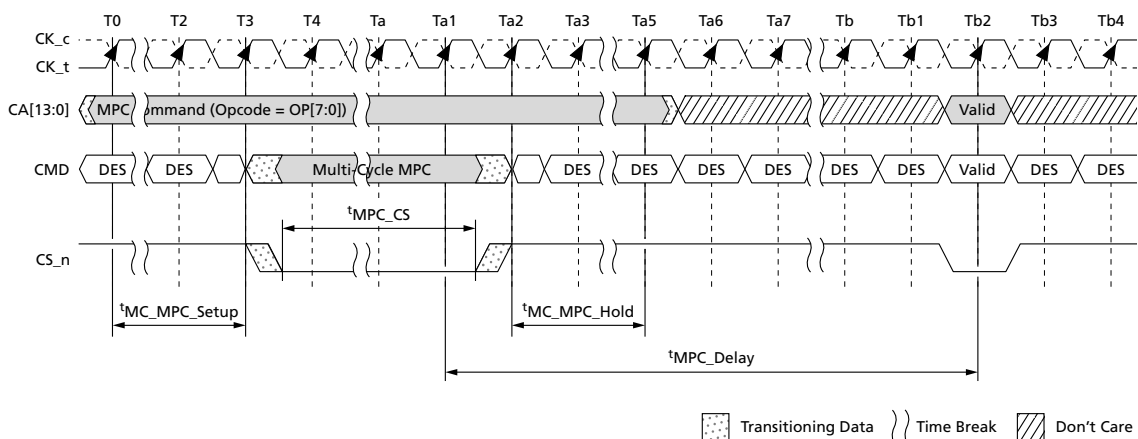 T0 T2 T3 T4 Ta Ta1 Ta2 Ta3 Ta5 Ta6 Ta7 Tb Tb1 Tb2 Tb3 Tb4
CK_c
CK_t
CA[13:0] MPC ommand (Opcode = OP[7:0]) Valid
CMD DES DES Multi-Cycle MPC DES DES DES DES DES DES Valid DES DES
tMPC_CS
CS_n
tMC_MPC_Setup tMC_MPC_Hold
tMPC_Delay
Transitioning Data Time Break Don't Care